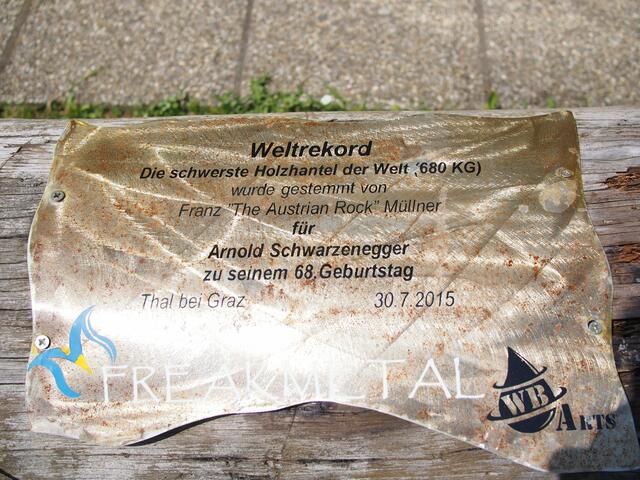 Weltrekord
Die schwerste Holzhantel der Welt (680 KG)
wurde gestemmt von
Franz "The Austrian Rock" Müllner
für
Arnold Schwarzenegger
zu seinem 68.Geburtstag
Thal bei Graz 30.7.2015
FREAKMETAL
WB
ARTS